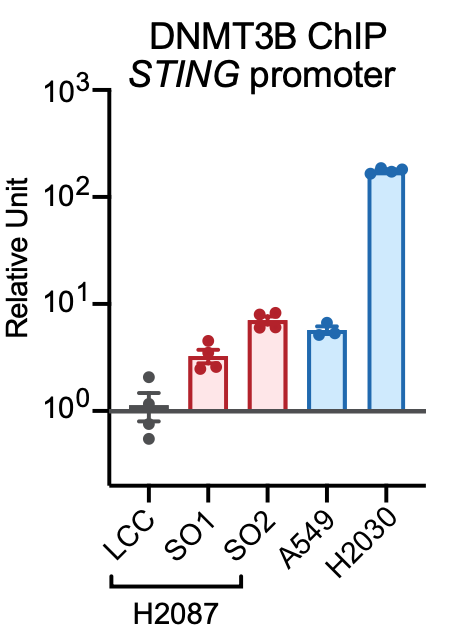 DNMT3B ChIP
STING promoter
Relative Unit
10³
10²
10¹
10⁰
LCC
SO1
SO2
A549
H2030
H2087